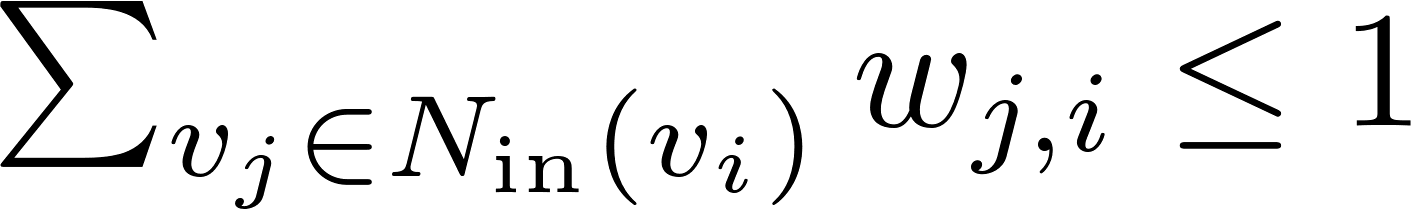 ∑_{v_j∈N_in(v_i)} w_{j,i} ≤ 1